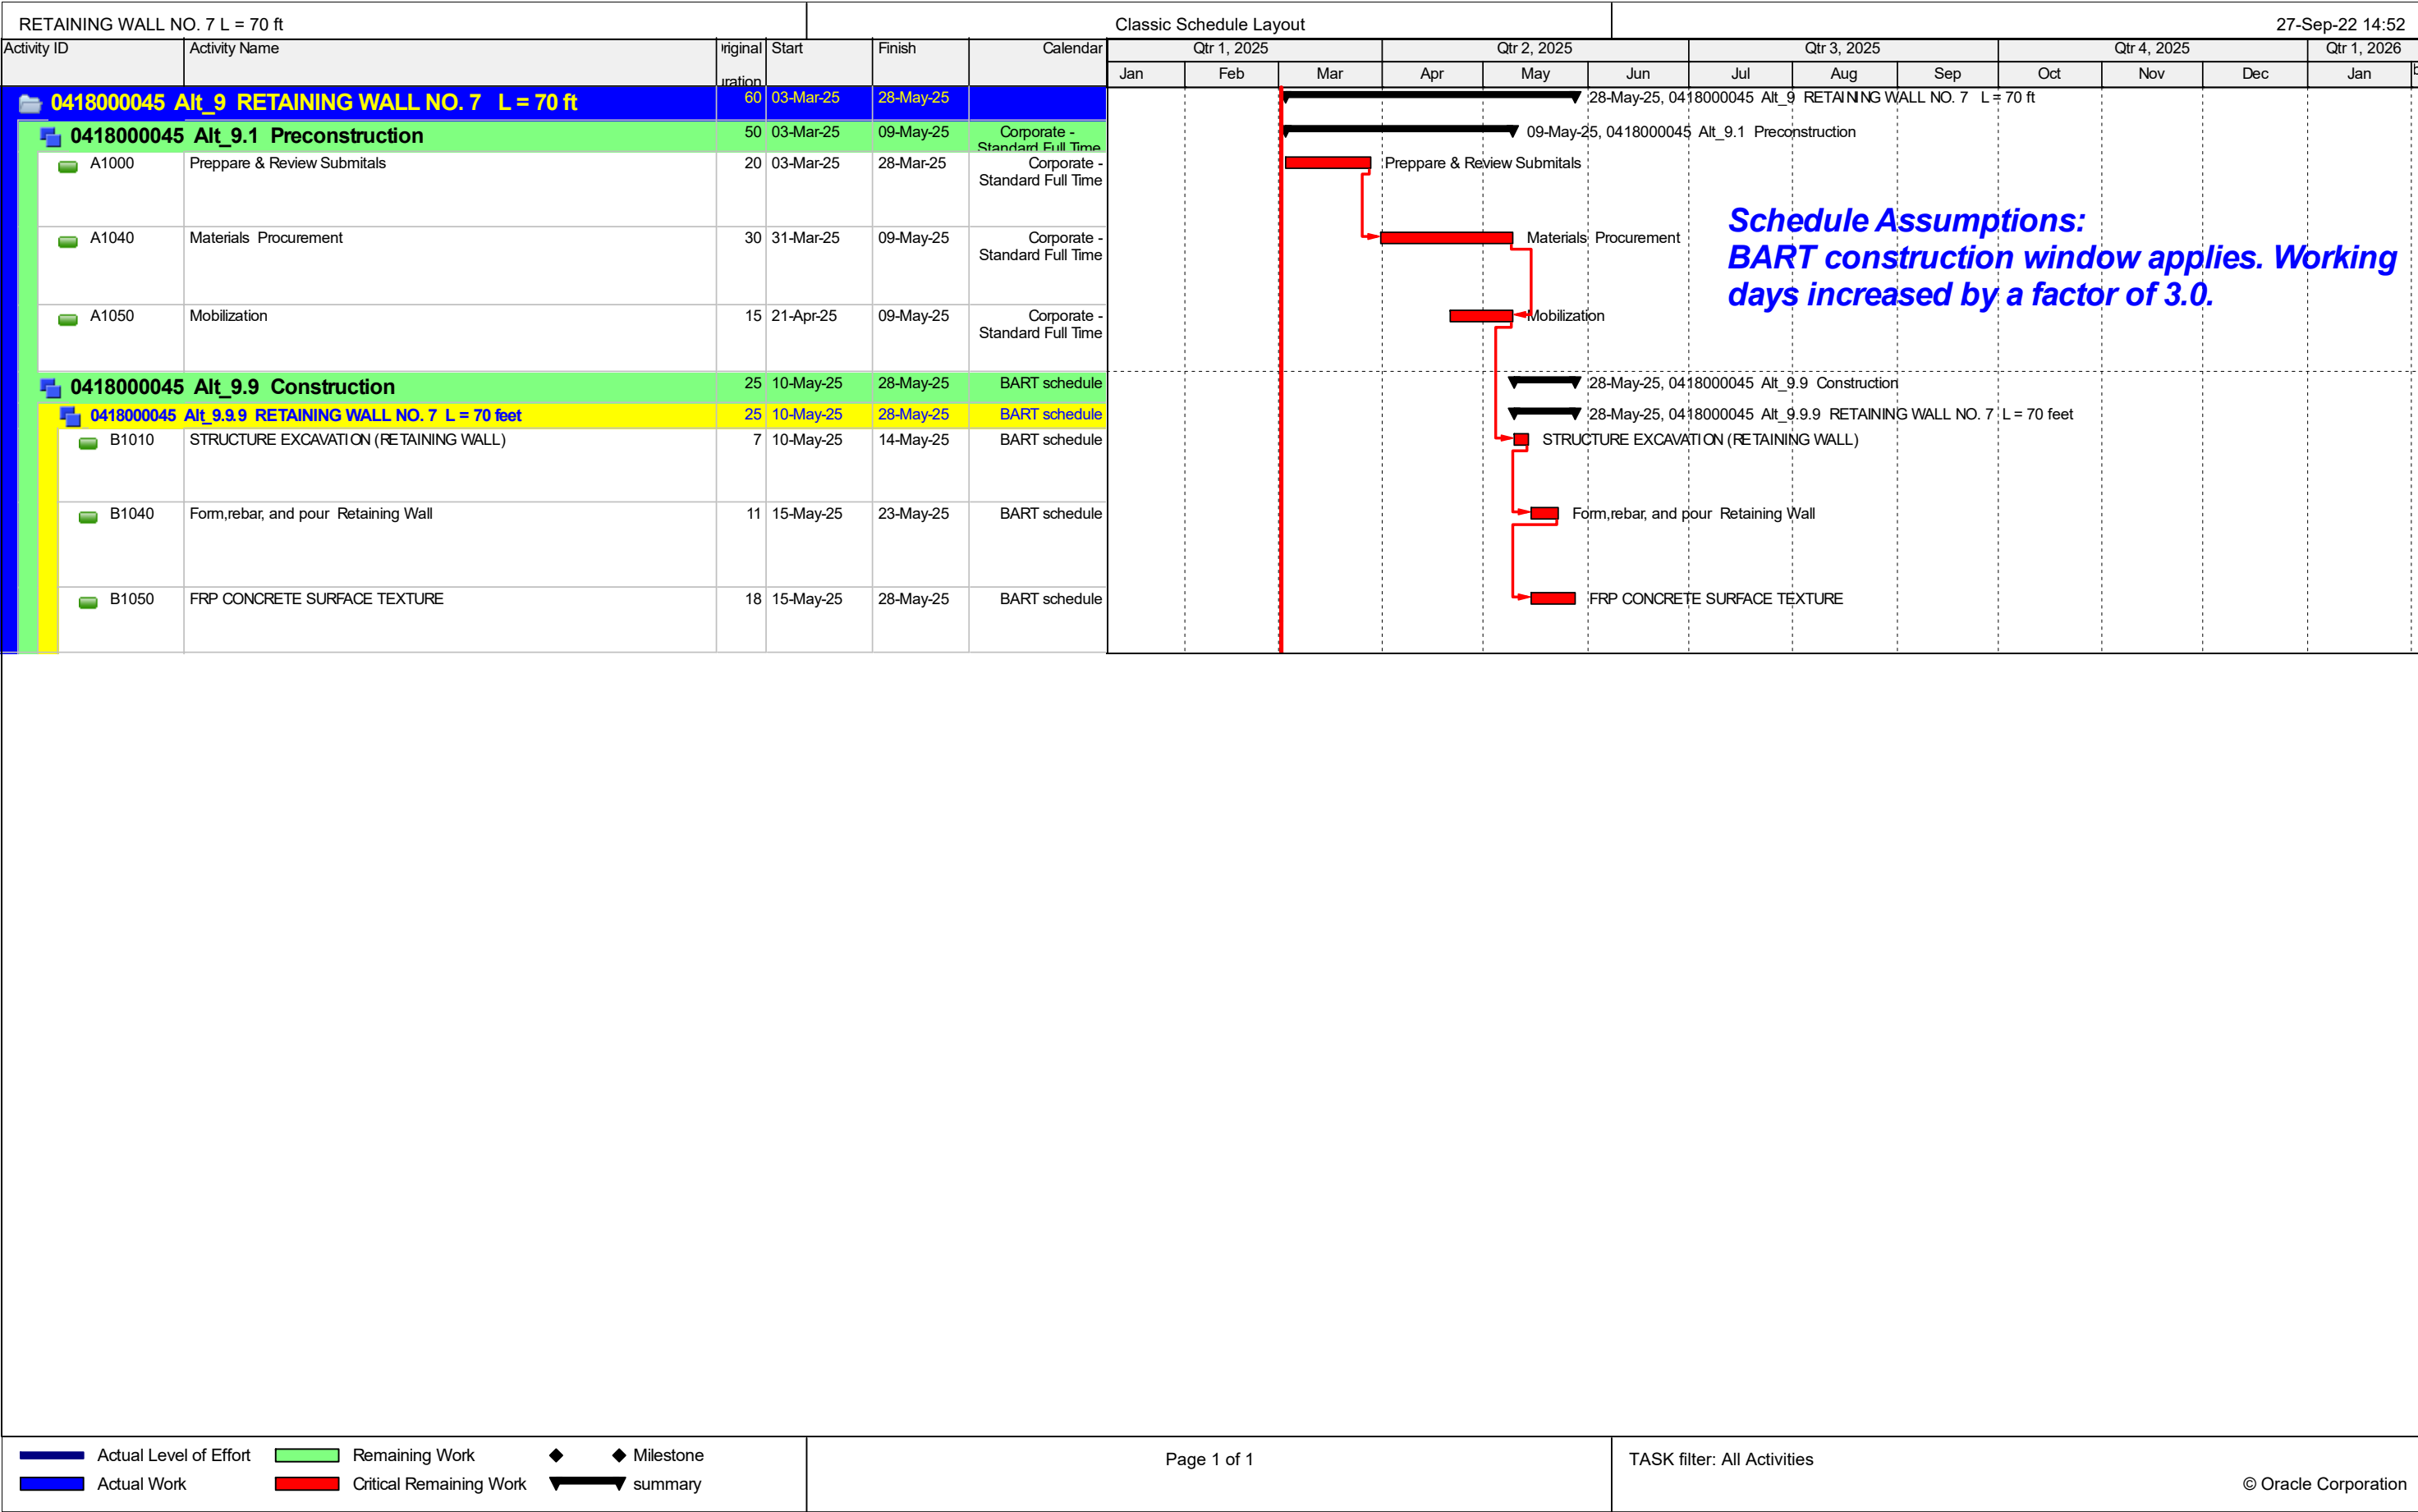 RETAINING WALL NO. 7 L = 70 ft
Classic Schedule Layout
27-Sep-22 14:52
Activity ID Activity Name Start Finish Calendar
Qtr 1, 2025 Qtr 2, 2025 Qtr 3, 2025 Qtr 4, 2025 Qtr 1, 2026
Jan Feb Mar Apr May Jun Jul Aug Sep Oct Nov Dec Jan
0418000045 Alt_9 RETAINING WALL NO. 7 L = 70 ft 60 03-Mar-25 28-May-25
28-May-25, 0418000045 Alt_9 RETAINING WALL NO. 7 L = 70 ft
0418000045 Alt_9.1 Preconstruction 50 03-Mar-25 09-May-25 Corporate -
Standard Full Time
09-May-25, 0418000045 Alt_9.1 Preconstruction
A1000 Preppare & Review Submitals 20 03-Mar-25 28-Mar-25 Corporate -
Standard Full Time
Preppare & Review Submitals
A1040 Materials Procurement 30 31-Mar-25 09-May-25 Corporate -
Standard Full Time
Materials Procurement
Schedule Assumptions:
BART construction window applies. Working
days increased by a factor of 3.0.
A1050 Mobilization 15 21-Apr-25 09-May-25 Corporate -
Standard Full Time
Mobilization
0418000045 Alt_9.9 Construction 25 10-May-25 28-May-25 BART schedule
28-May-25, 0418000045 Alt_9.9 Construction
0418000045 Alt_9.9.9 RETAINING WALL NO. 7 L = 70 feet 25 10-May-25 28-May-25 BART schedule
28-May-25, 0418000045 Alt_9.9.9 RETAINING WALL NO. 7 L = 70 feet
B1010 STRUCTURE EXCAVATION (RETAINING WALL) 7 10-May-25 14-May-25 BART schedule
STRUCTURE EXCAVATION (RETAINING WALL)
B1040 Form,rebar, and pour Retaining Wall 11 15-May-25 23-May-25 BART schedule
Form,rebar, and pour Retaining Wall
B1050 FRP CONCRETE SURFACE TEXTURE 18 15-May-25 28-May-25 BART schedule
FRP CONCRETE SURFACE TEXTURE
Actual Level of Effort Remaining Work Milestone
Actual Work Critical Remaining Work summary
Page 1 of 1
TASK filter: All Activities
© Oracle Corporation